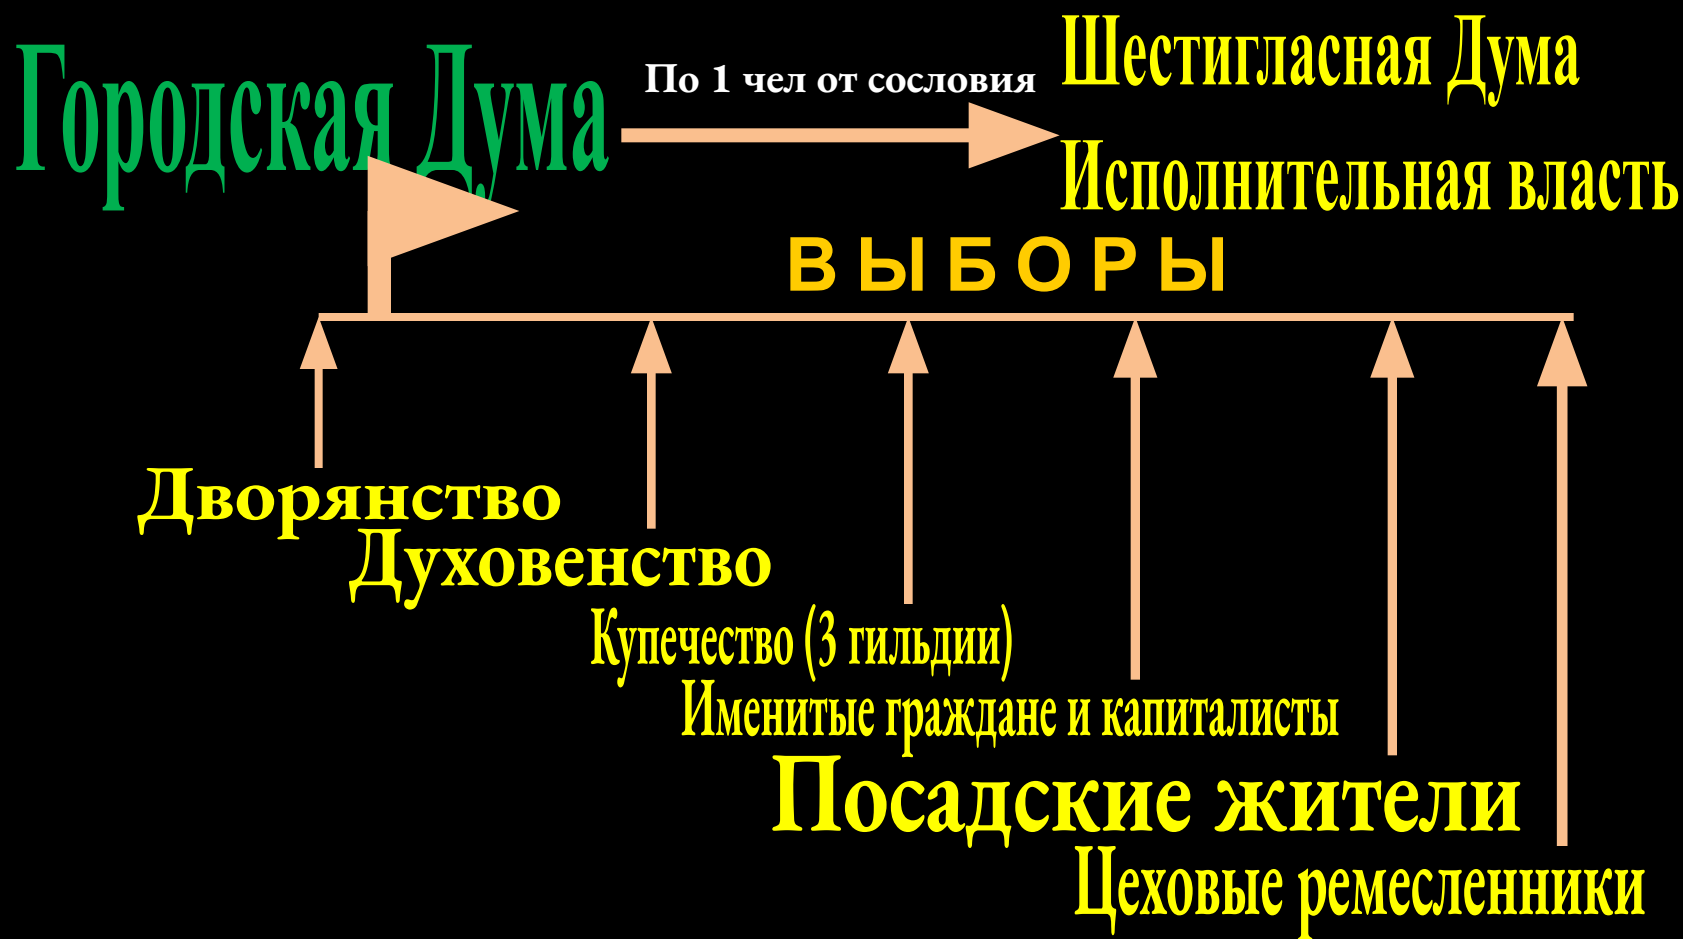 Городская Дума
По 1 чел от сословия
Шестигласная Дума
Исполнительная власть
В Ы Б О Р Ы
Дворянство
Духовенство
Купечество (3 гильдии)
Именитые граждане и капиталисты
Посадские жители
Цеховые ремесленники